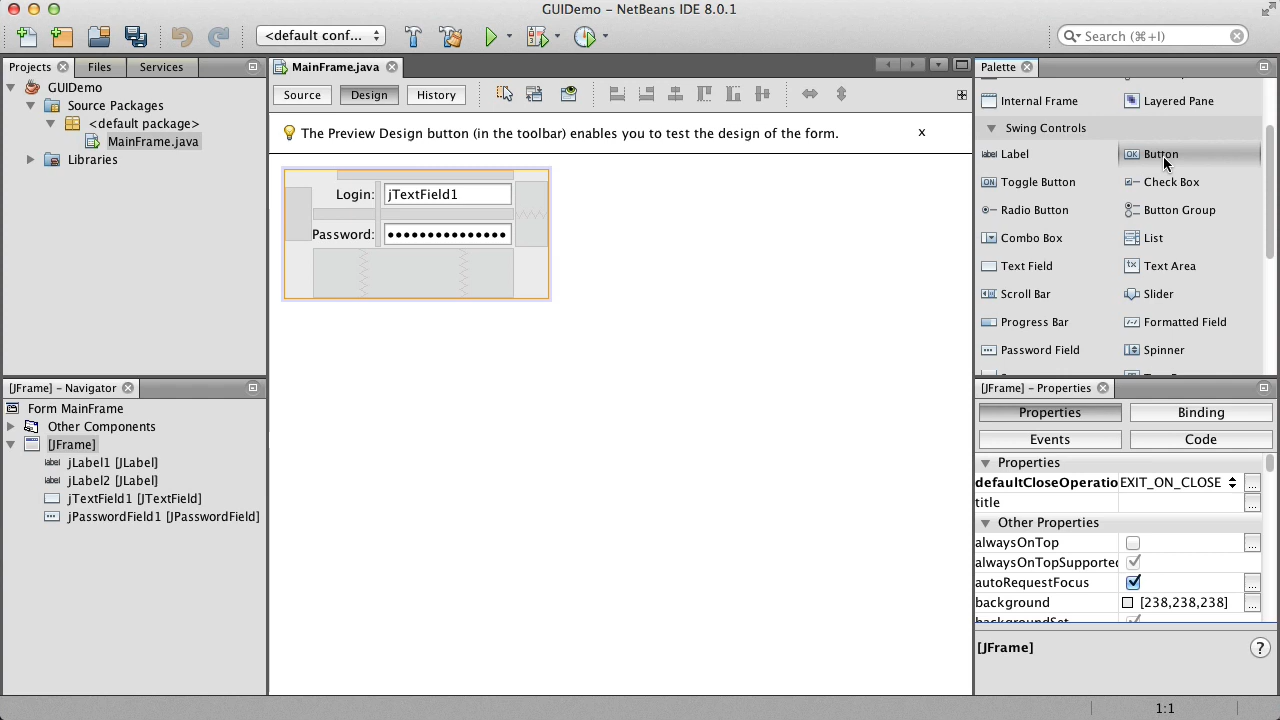 GUIDemo – NetBeans IDE 8.0.1
<default conf...
Search (⌘+I)
Projects
Files
Services
GUIDemo
Source Packages
<default package>
MainFrame.java
Libraries
MainFrame.java
Source
Design
History
The Preview Design button (in the toolbar) enables you to test the design of the form.
x
Login:
jTextField1
Password:
[JFrame] – Navigator
Form MainFrame
Other Components
[JFrame]
jLabel1 [JLabel]
jLabel2 [JLabel]
jTextField1 [JTextField]
jPasswordField1 [JPasswordField]
Palette
Internal Frame
Layered Pane
Swing Controls
Label
Button
Toggle Button
Check Box
Radio Button
Button Group
Combo Box
List
Text Field
Text Area
Scroll Bar
Slider
Progress Bar
Formatted Field
Password Field
Spinner
[JFrame] – Properties
Properties
Binding
Events
Code
Properties
defaultCloseOperatio
EXIT_ON_CLOSE
...
title
...
Other Properties
alwaysOnTop
...
alwaysOnTopSupported
autoRequestFocus
...
background
[238,238,238]
...
backgroundSet
[JFrame]
?
1:1